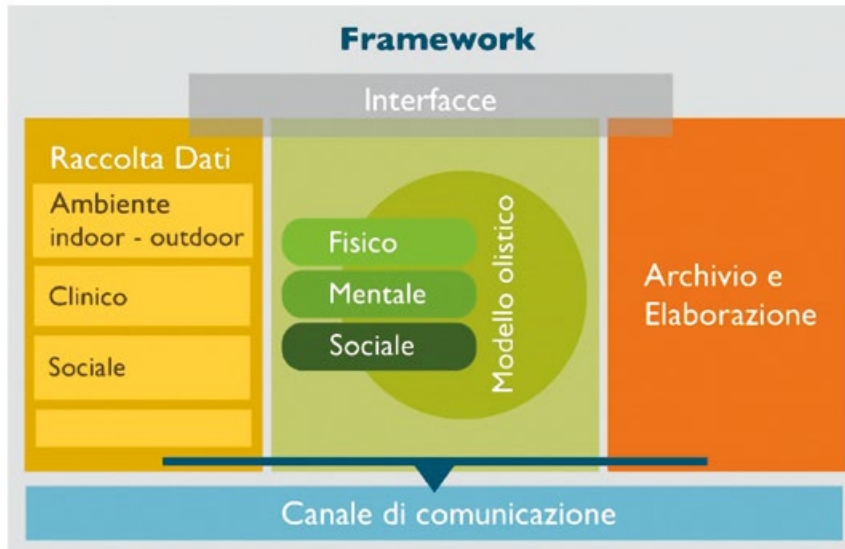 Framework
Interfacce
Raccolta Dati
Ambiente
indoor - outdoor
Clinico
Sociale
Fisico
Mentale
Sociale
Modello olistico
Archivio e
Elaborazione
Canale di comunicazione